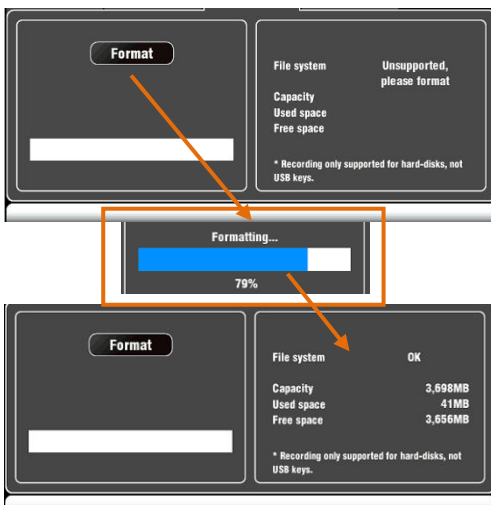 Format
File system Unsupported,
please format
Capacity
Used space
Free space
* Recording only supported for hard-disks, not
USB keys.
Formatting...
79%
Format
File system OK
Capacity 3,698MB
Used space 41MB
Free space 3,656MB
* Recording only supported for hard-disks, not
USB keys.